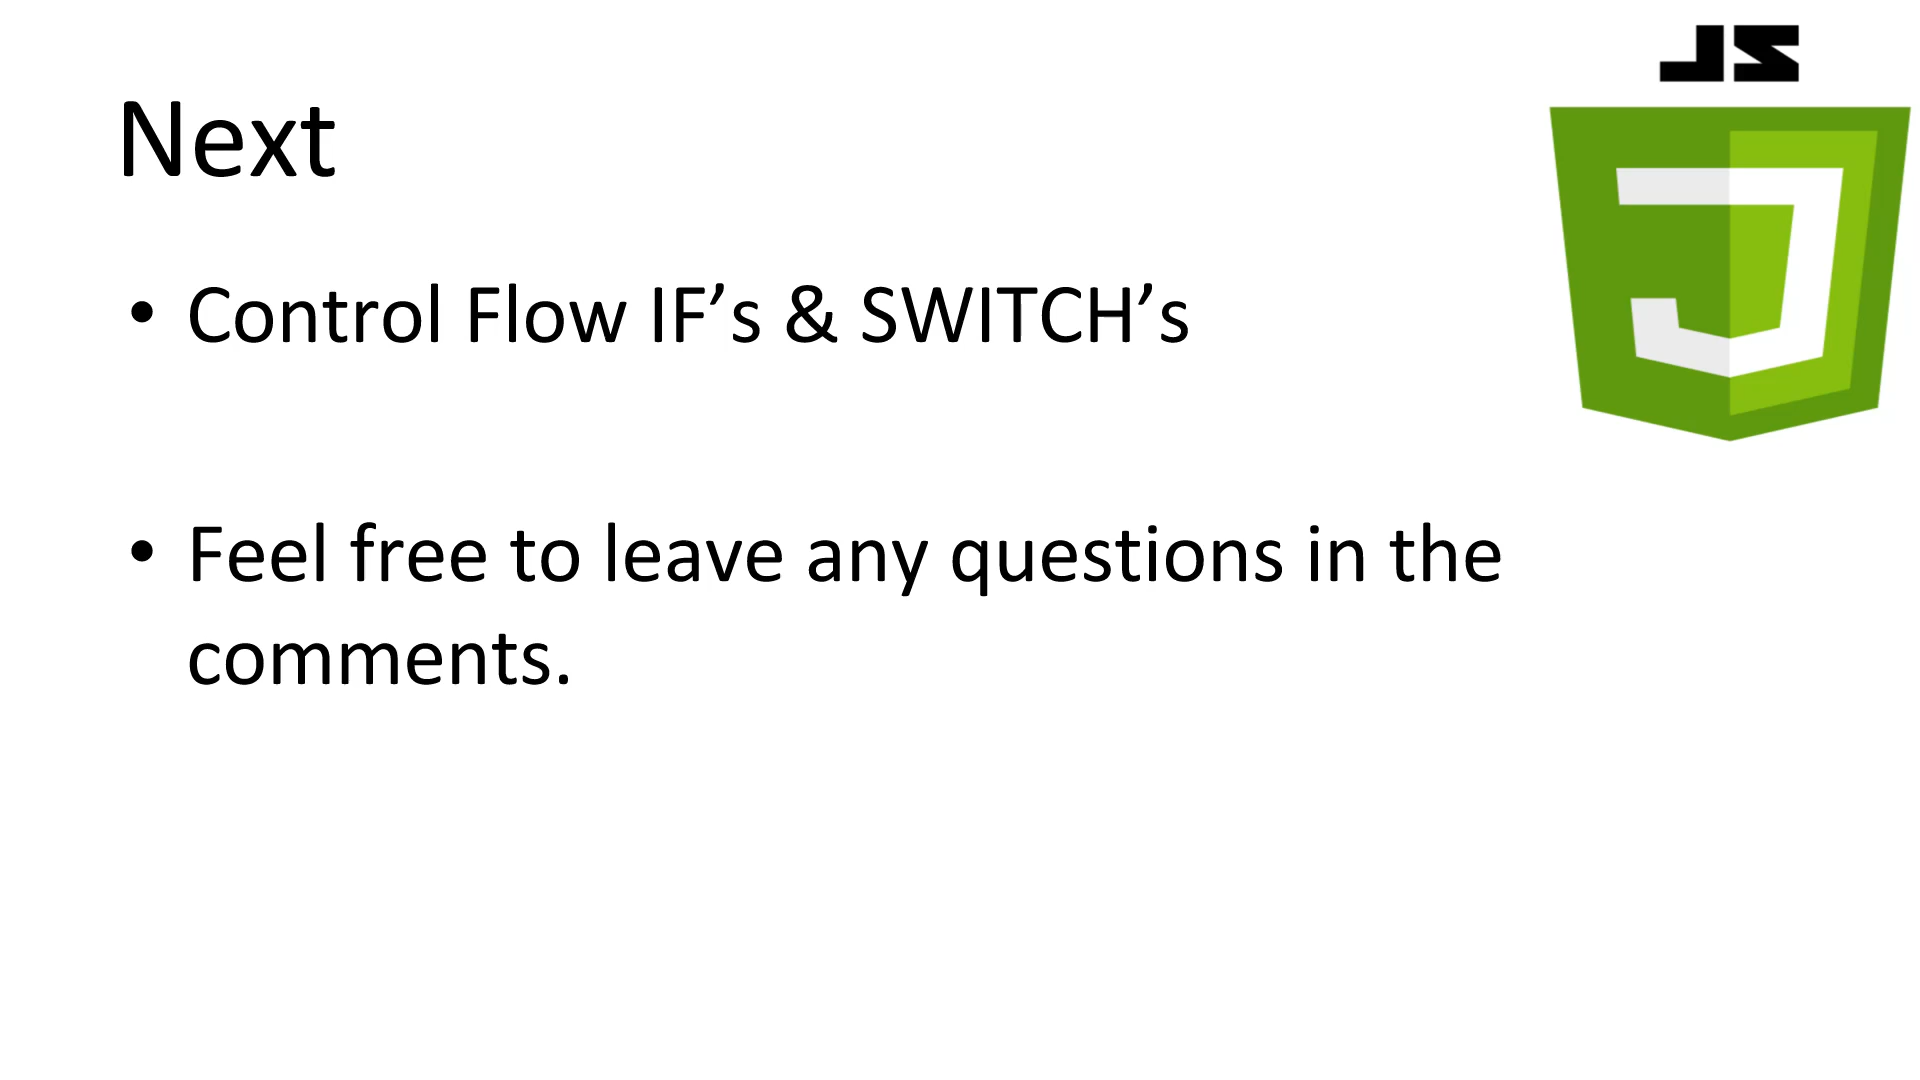 JS
Next
• Control Flow IF’s & SWITCH’s
• Feel free to leave any questions in the
comments.